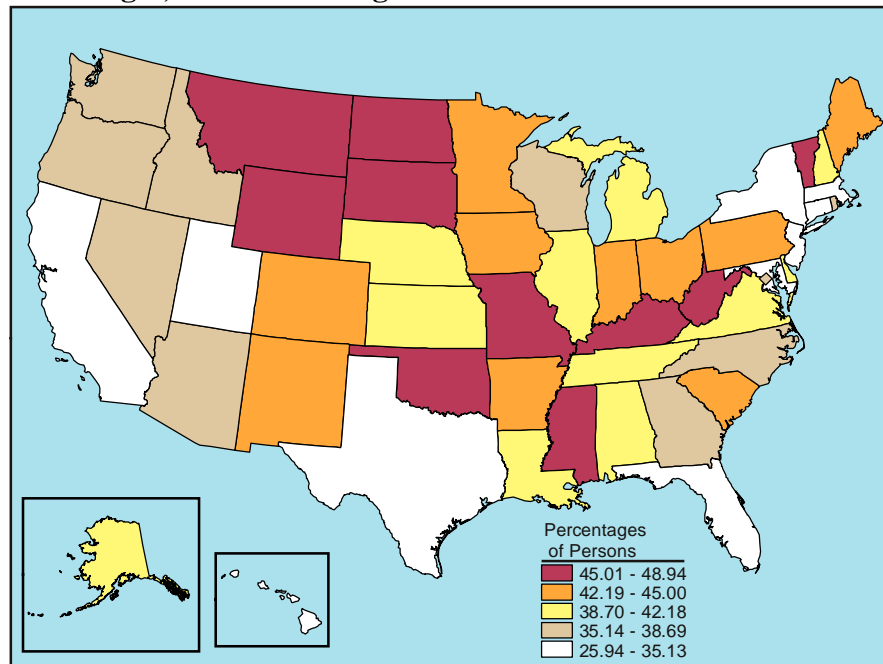 Percentages
of Persons
45.01 - 48.94
42.19 - 45.00
38.70 - 42.18
35.14 - 38.69
25.94 - 35.13